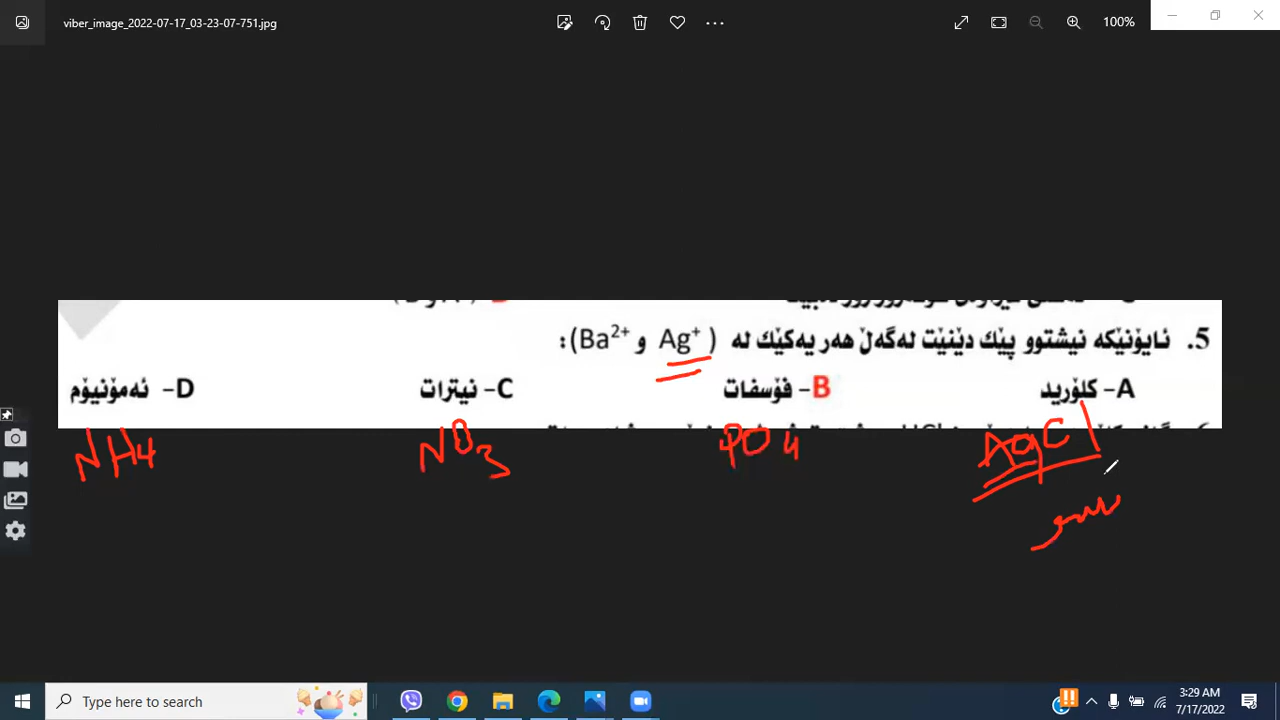 viber_image_2022-07-17_03-23-07-751.jpg
100%
5. ئایۆنێکە نیشتوو پێک دێنێت لەگەڵ هەر یەکێک لە ( Ag⁺ و Ba²⁺):
A- کلۆرید B- فۆسفات C- نیترات D- ئەمۆنیۆم
AgCl PO4 NO3 NH4
Type here to search
3:29 AM
7/17/2022